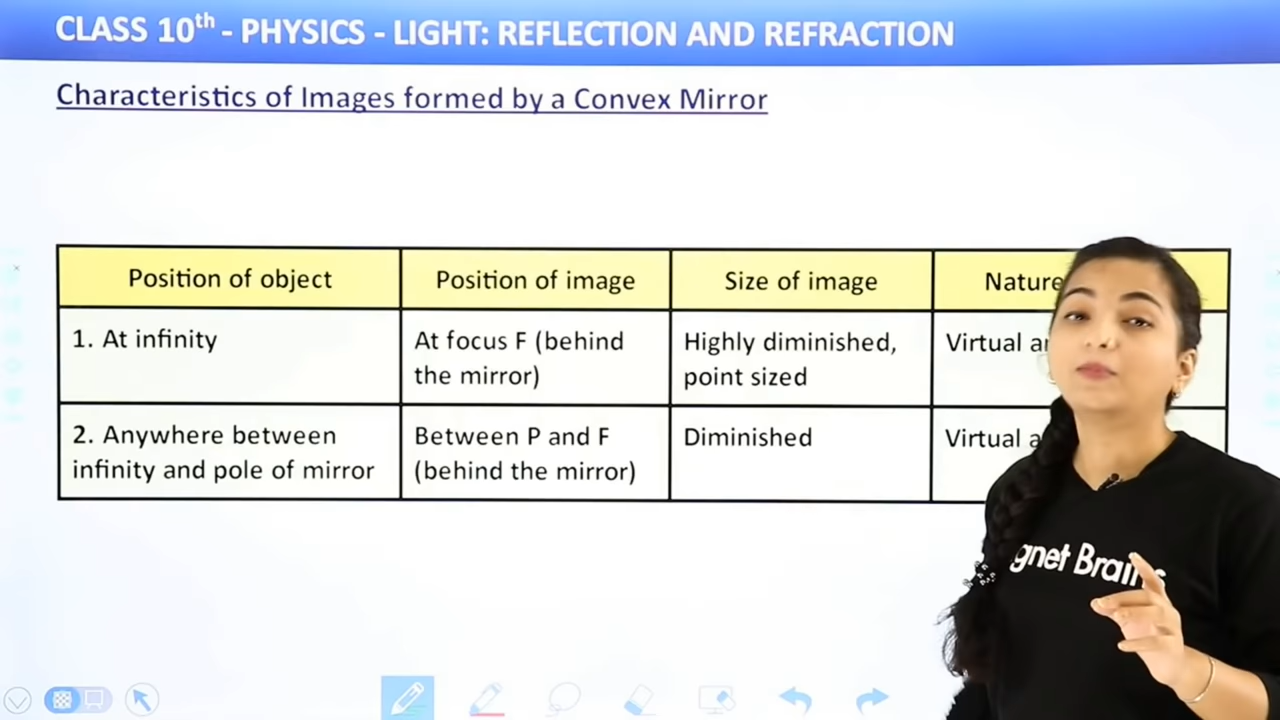 CLASS 10th - PHYSICS - LIGHT: REFLECTION AND REFRACTION
Characteristics of Images formed by a Convex Mirror
Position of object
Position of image
Size of image
Nature
1. At infinity
At focus F (behind
the mirror)
Highly diminished,
point sized
Virtual
2. Anywhere between
infinity and pole of mirror
Between P and F
(behind the mirror)
Diminished
Virtual
gnet Brain